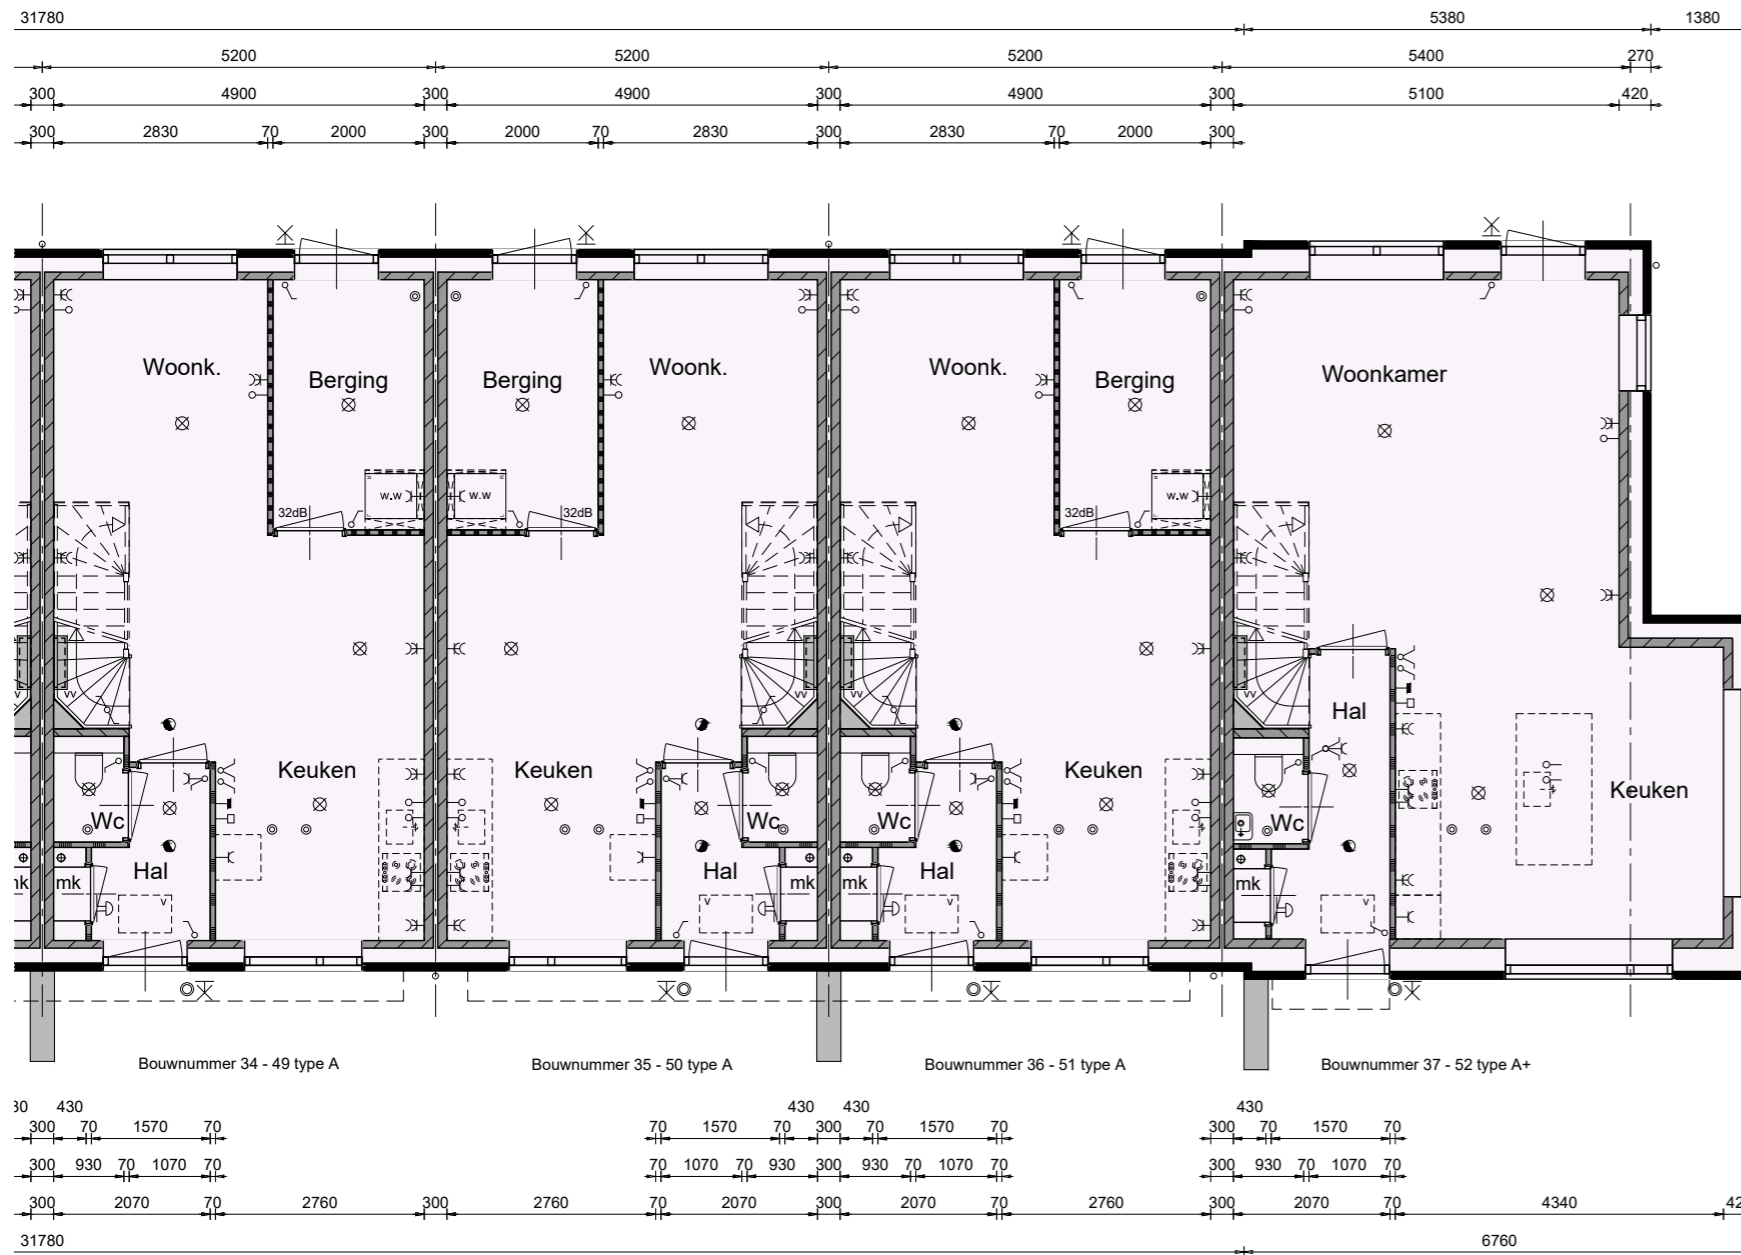 31780 5380 1380
5200 5200 5200 5400 270
300 4900 300 4900 300 4900 300 5100 420
300 2830 70 2000 300 2000 70 2830 300 2830 70 2000 300
Woonk. Berging Berging Woonk. Woonk. Berging Woonkamer
w.w w.w w.w
32dB 32dB 32dB
v vv vv vv vv
Hal
Keuken Keuken Keuken Keuken
Wc Wc Wc Wc
Hal Hal Hal
mk mk mk mk mk
v v v v
Bouwnummer 34 - 49 type A Bouwnummer 35 - 50 type A Bouwnummer 36 - 51 type A Bouwnummer 37 - 52 type A+
430 430 430 430
300 70 1570 70 70 1570 70 300 70 1570 70 300 70 1570 70
300 930 70 1070 70 70 1070 70 930 300 930 70 1070 70 300 930 70 1070 70
300 2070 70 2760 300 2760 70 2070 300 2070 70 2760 300 2070 70 4340
31780 6760